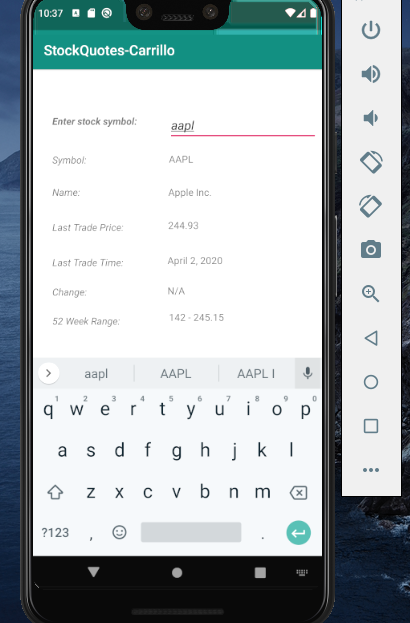 10:37
StockQuotes-Carrillo
Enter stock symbol: aapl
Symbol: AAPL
Name: Apple Inc.
Last Trade Price: 244.93
Last Trade Time: April 2, 2020
Change: N/A
52 Week Range: 142 - 245.15
aapl AAPL AAPL I
1 2 3 4 5 6 7 8 9 0
q w e r t y u i o p
a s d f g h j k l
z x c v b n m
?123 , .